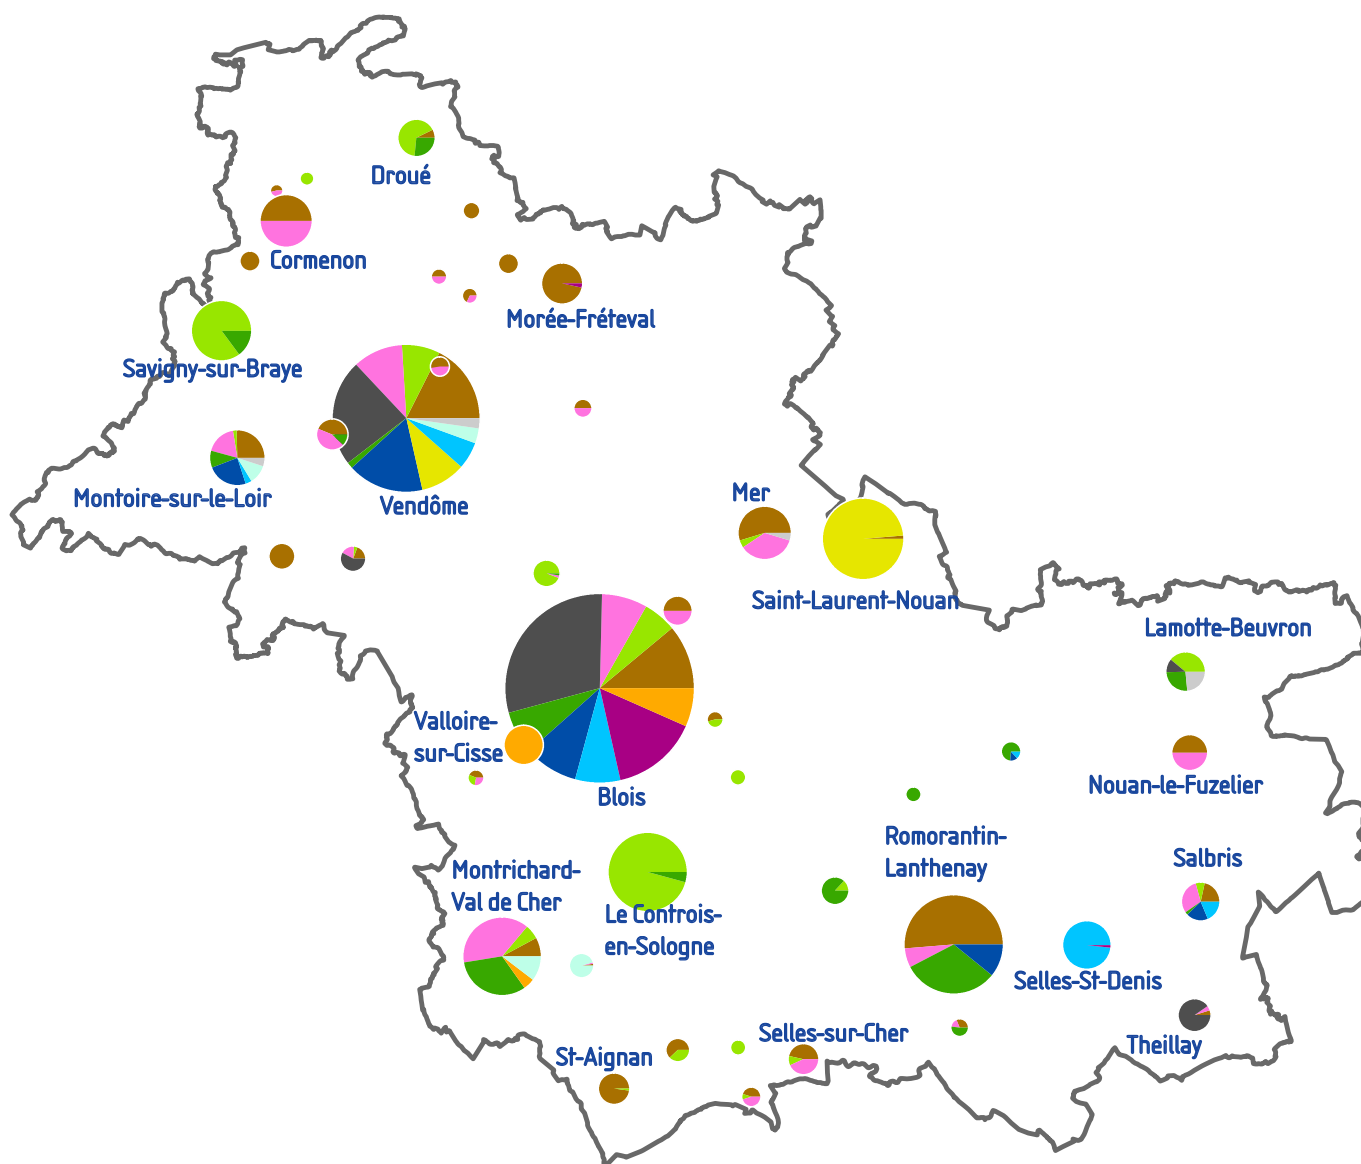 Droué
Cormenon
Morée-Fréteval
Savigny-sur-Braye
Montoire-sur-le-Loir
Vendôme
Mer
Saint-Laurent-Nouan
Lamotte-Beuvron
Valloire-
sur-Cisse
Blois
Nouan-le-Fuzelier
Romorantin-
Lanthenay
Salbris
Montrichard-
Val de Cher
Le Controis-
en-Sologne
Selles-St-Denis
Selles-sur-Cher
Theillay
St-Aignan